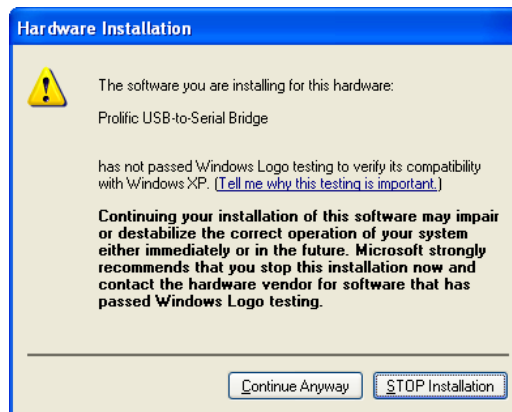 Hardware Installation
The software you are installing for this hardware:
Prolific USB-to-Serial Bridge
has not passed Windows Logo testing to verify its compatibility
with Windows XP. (Tell me why this testing is important.)
Continuing your installation of this software may impair
or destabilize the correct operation of your system
either immediately or in the future. Microsoft strongly
recommends that you stop this installation now and
contact the hardware vendor for software that has
passed Windows Logo testing.
Continue Anyway
STOP Installation